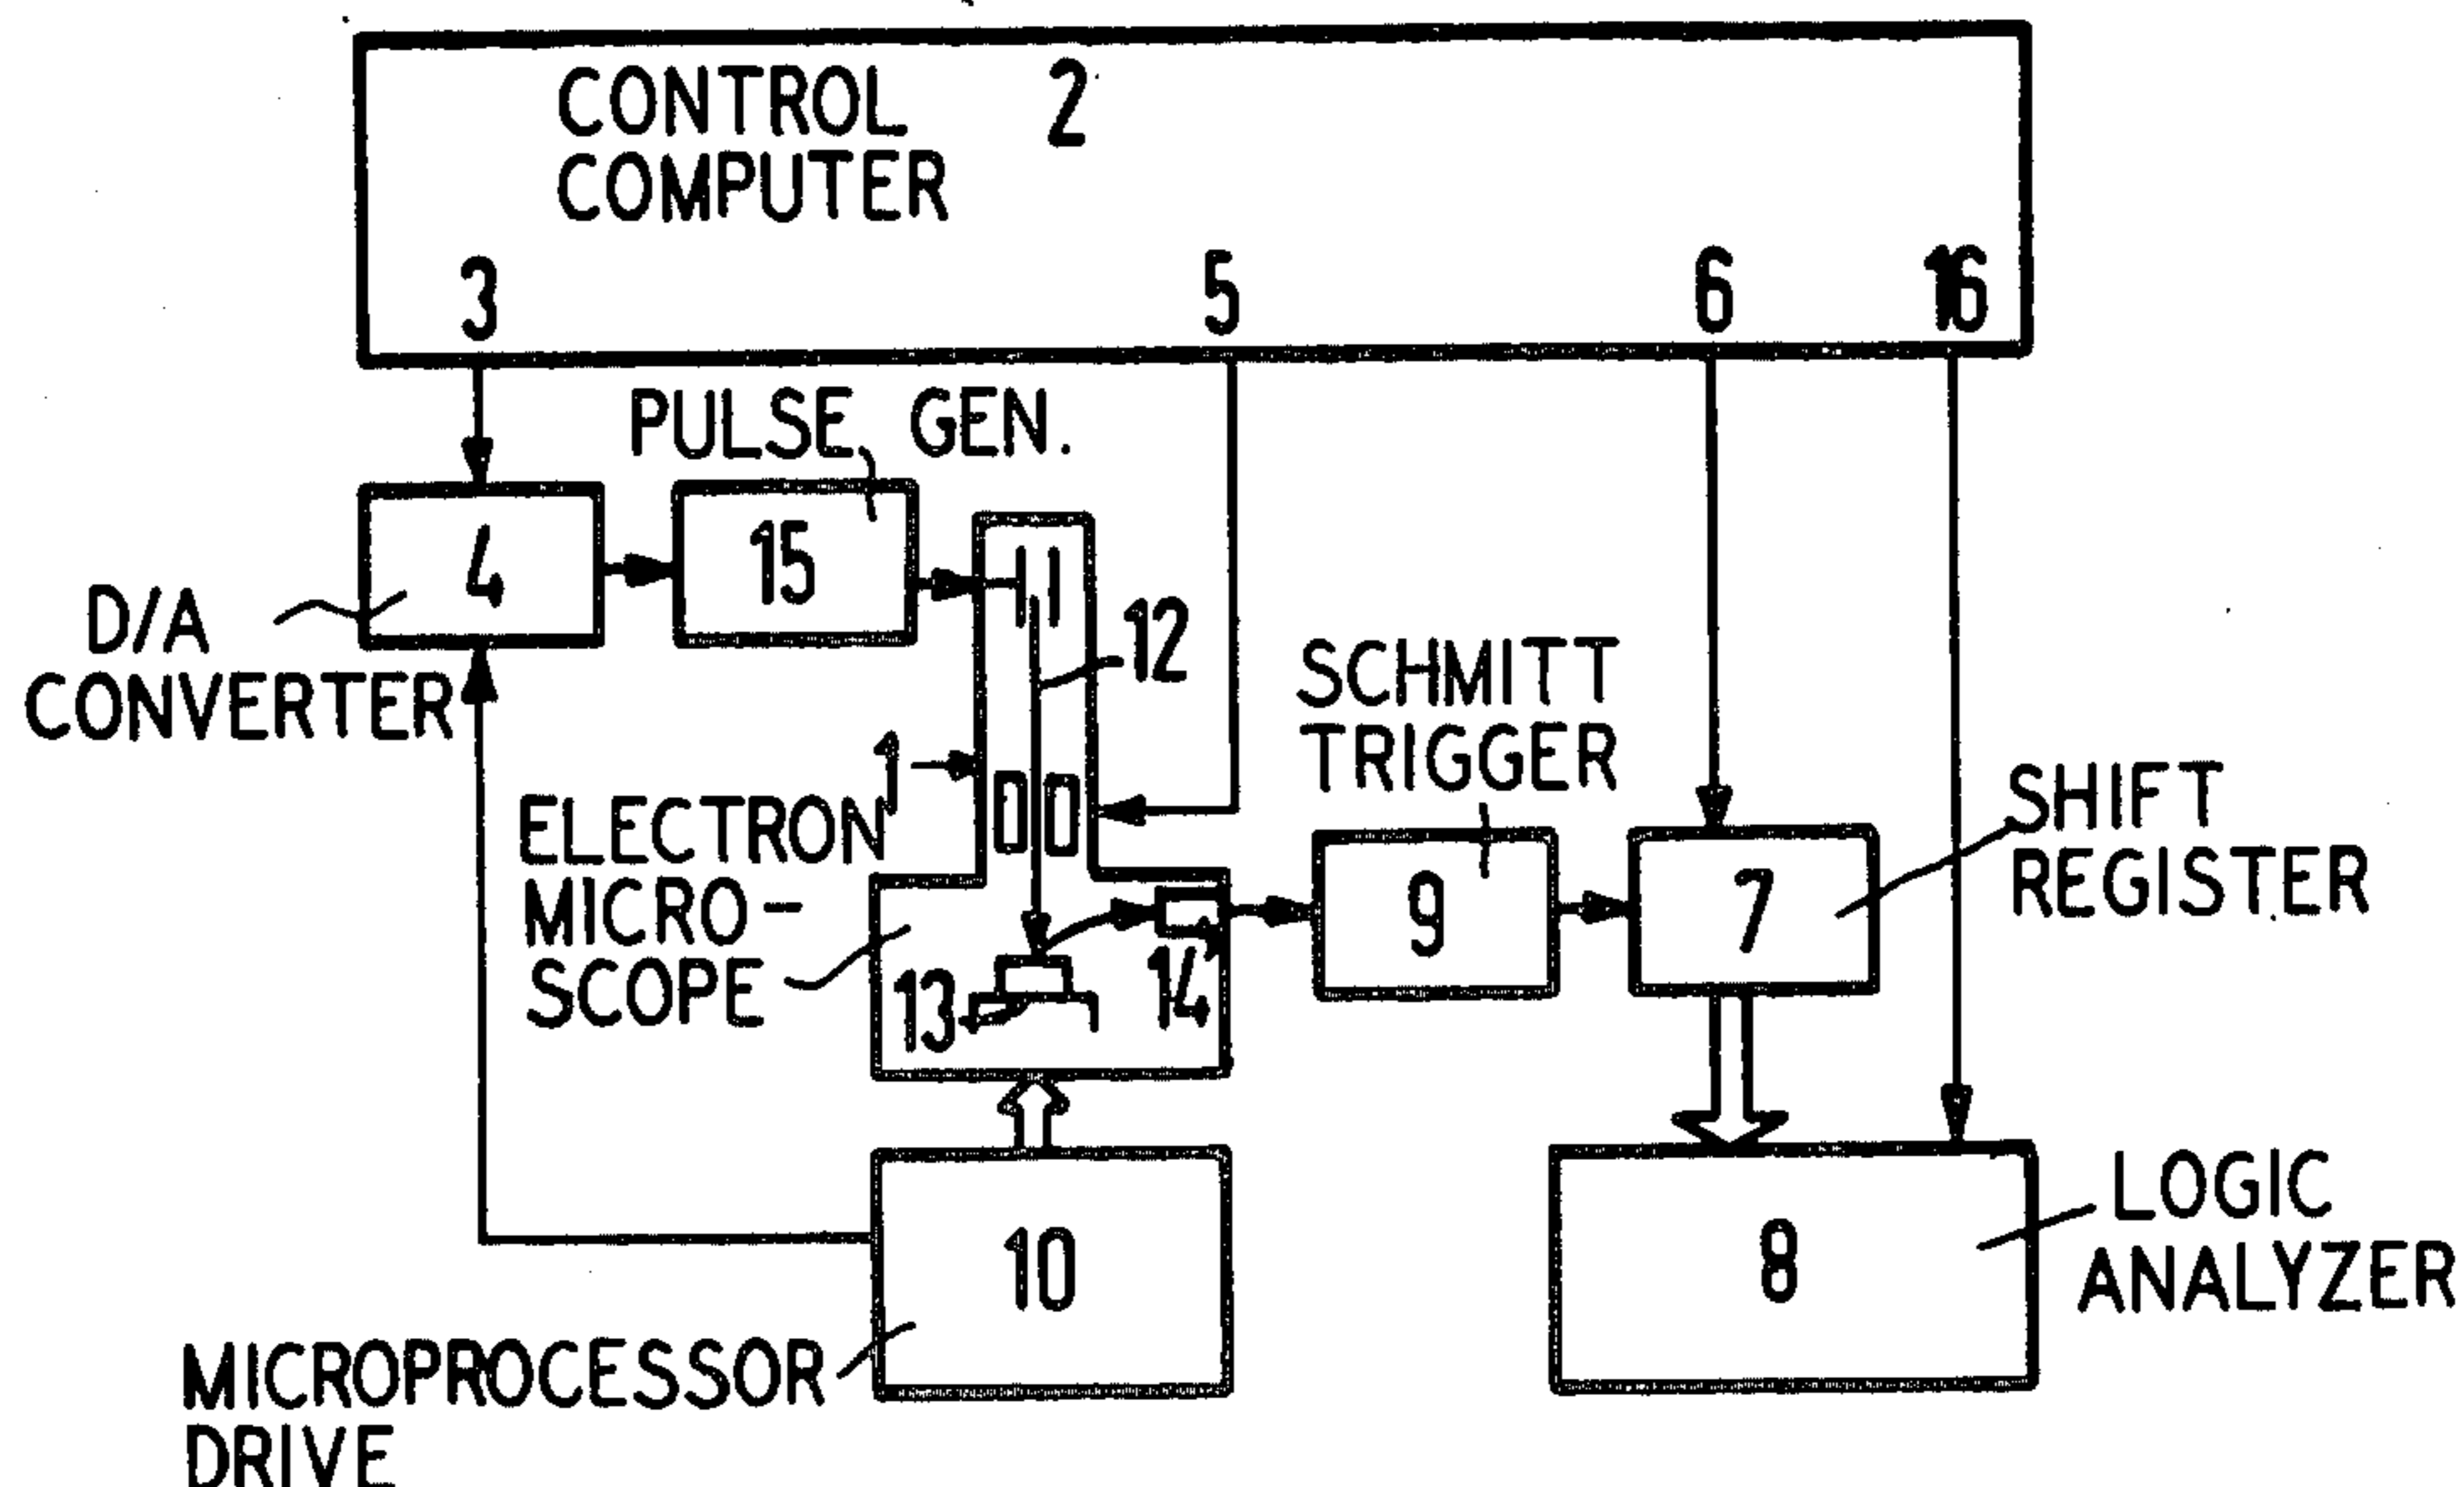 CONTROL
COMPUTER
2
3
5
6
16
PULSE GEN.
4
15
D/A
CONVERTER
12
1
SCHMITT
TRIGGER
ELECTRON
MICRO-
SCOPE
SHIFT
REGISTER
9
7
13
14
10
8
LOGIC
ANALYZER
MICROPROCESSOR
DRIVE